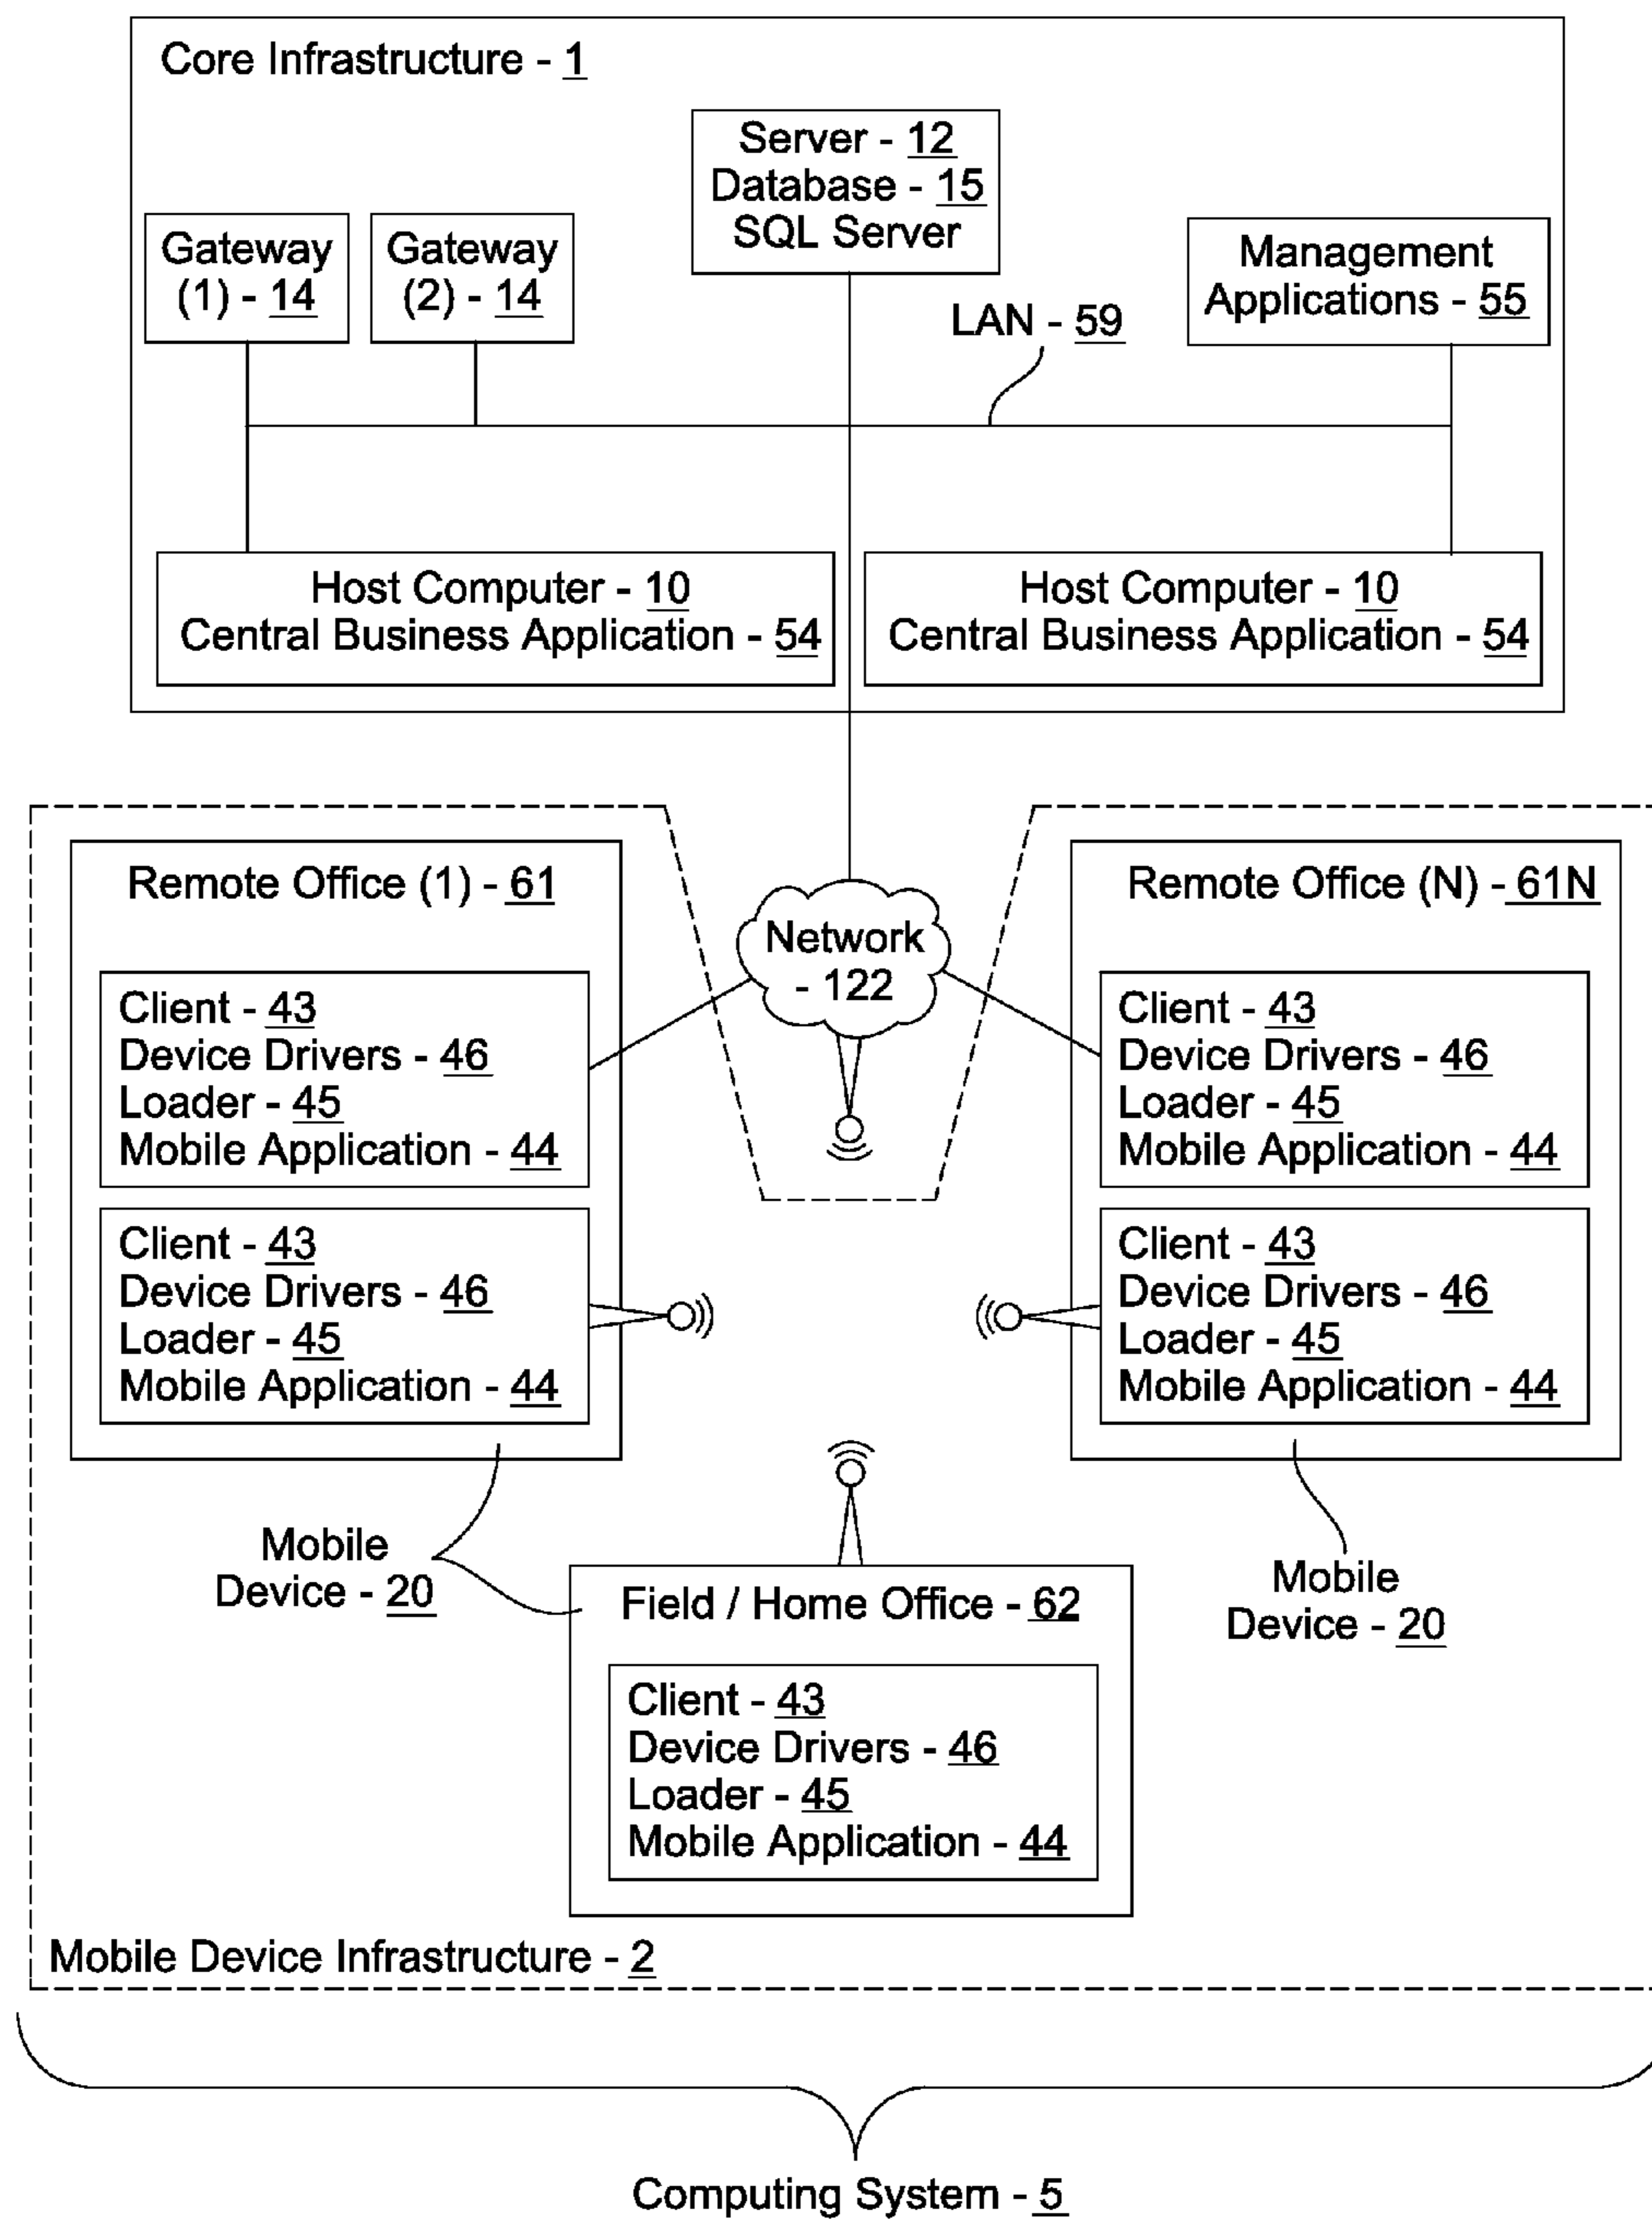 Core Infrastructure - 1
Server - 12
Database - 15
SQL Server
Gateway
(1) - 14
Gateway
(2) - 14
Management
Applications - 55
LAN - 59
Host Computer - 10
Central Business Application - 54
Host Computer - 10
Central Business Application - 54
Remote Office (1) - 61
Network
- 122
Remote Office (N) - 61N
Client - 43
Device Drivers - 46
Loader - 45
Mobile Application - 44
Client - 43
Device Drivers - 46
Loader - 45
Mobile Application - 44
Client - 43
Device Drivers - 46
Loader - 45
Mobile Application - 44
Client - 43
Device Drivers - 46
Loader - 45
Mobile Application - 44
Mobile
Device - 20
Mobile
Device - 20
Field / Home Office - 62
Client - 43
Device Drivers - 46
Loader - 45
Mobile Application - 44
Mobile Device Infrastructure - 2
Computing System - 5